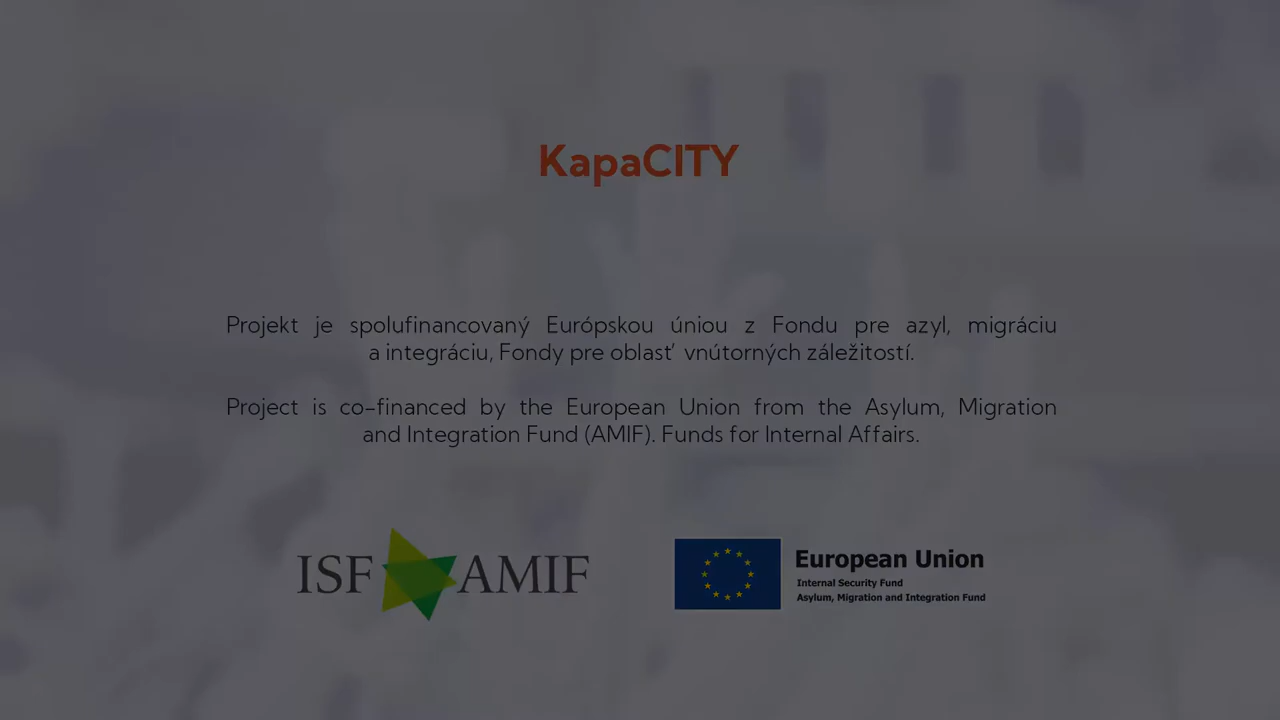 KapaCITY
Projekt je spolufinancovaný Európskou úniou z Fondu pre azyl, migráciu
a integráciu, Fondy pre oblasť vnútorných záležitostí.
Project is co-financed by the European Union from the Asylum, Migration
and Integration Fund (AMIF). Funds for Internal Affairs.
ISF AMIF
European Union
Internal Security Fund
Asylum, Migration and Integration Fund